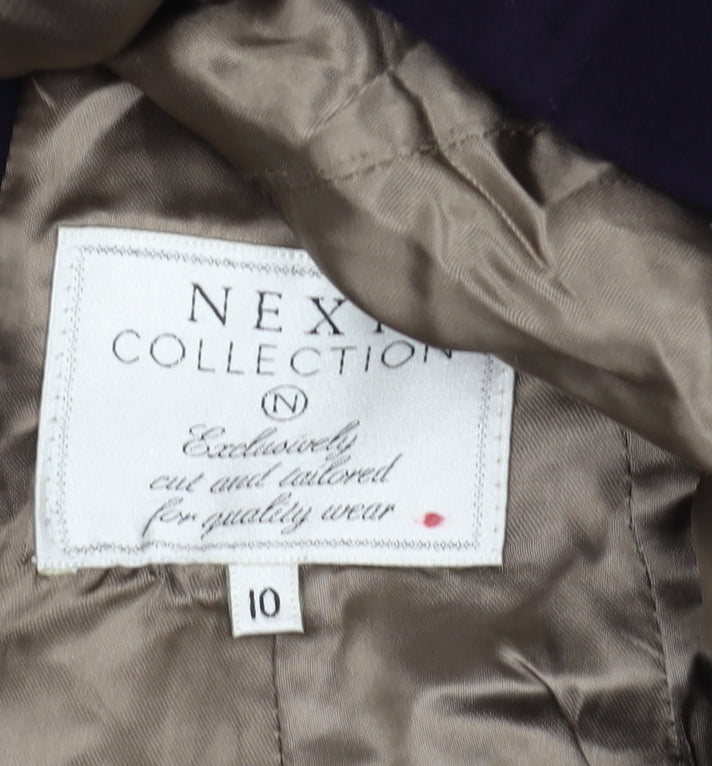 NEXT
COLLECTION
N
Exclusively
cut and tailored
for quality wear
10